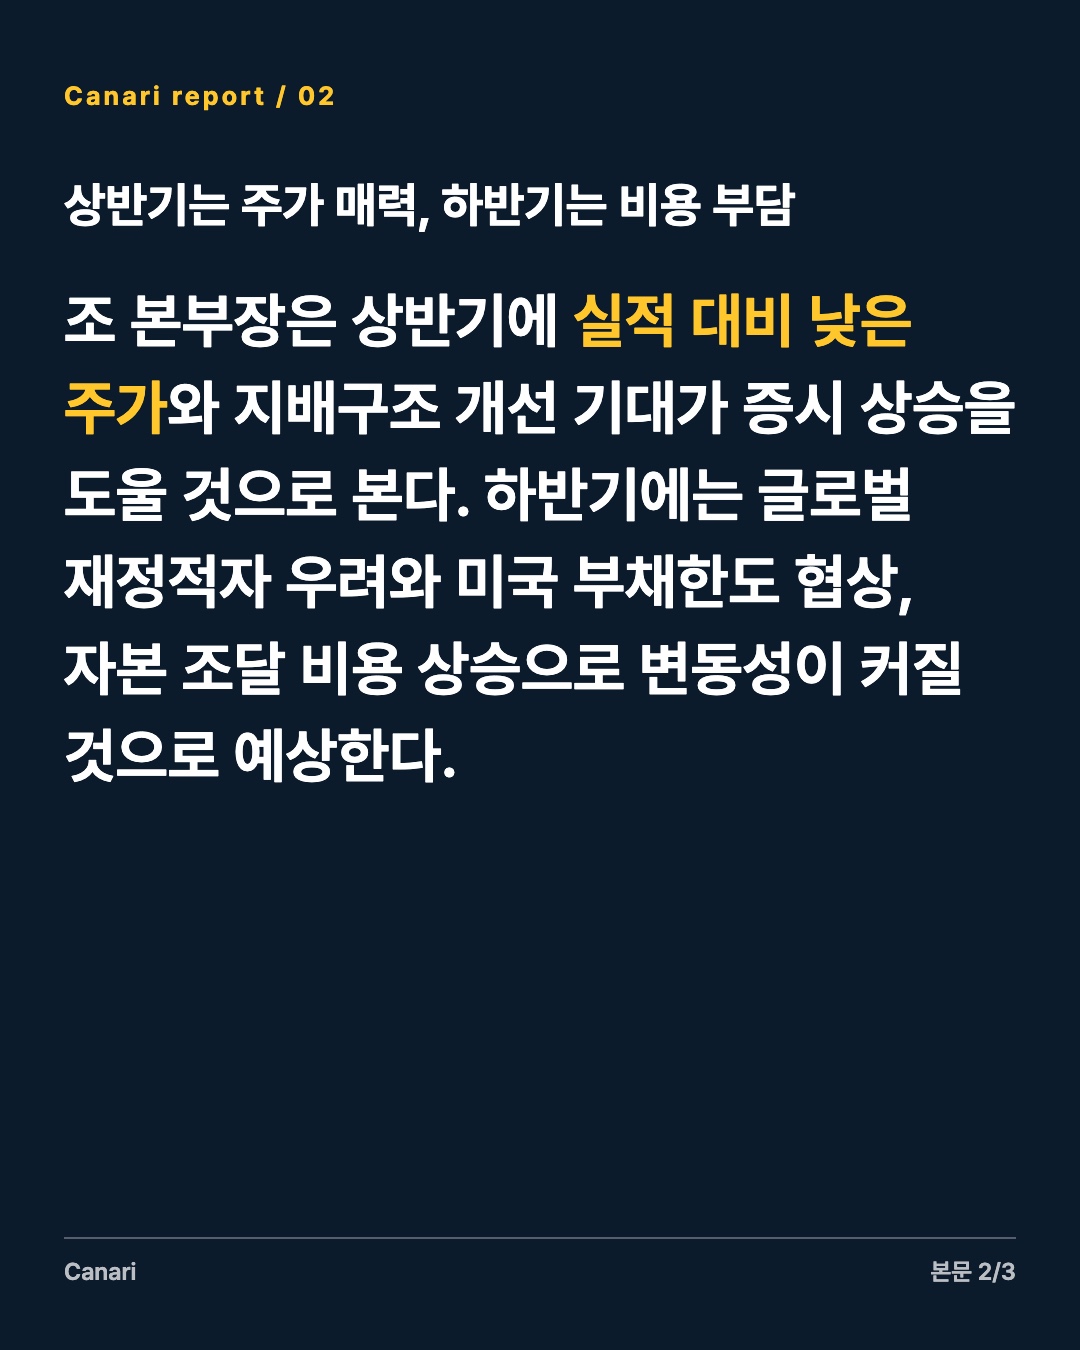 Canari report / 02
상반기는 주가 매력, 하반기는 비용 부담
조 본부장은 상반기에 실적 대비 낮은
주가와 지배구조 개선 기대가 증시 상승을
도울 것으로 본다. 하반기에는 글로벌
재정적자 우려와 미국 부채한도 협상,
자본 조달 비용 상승으로 변동성이 커질
것으로 예상한다.
Canari
본문 2/3